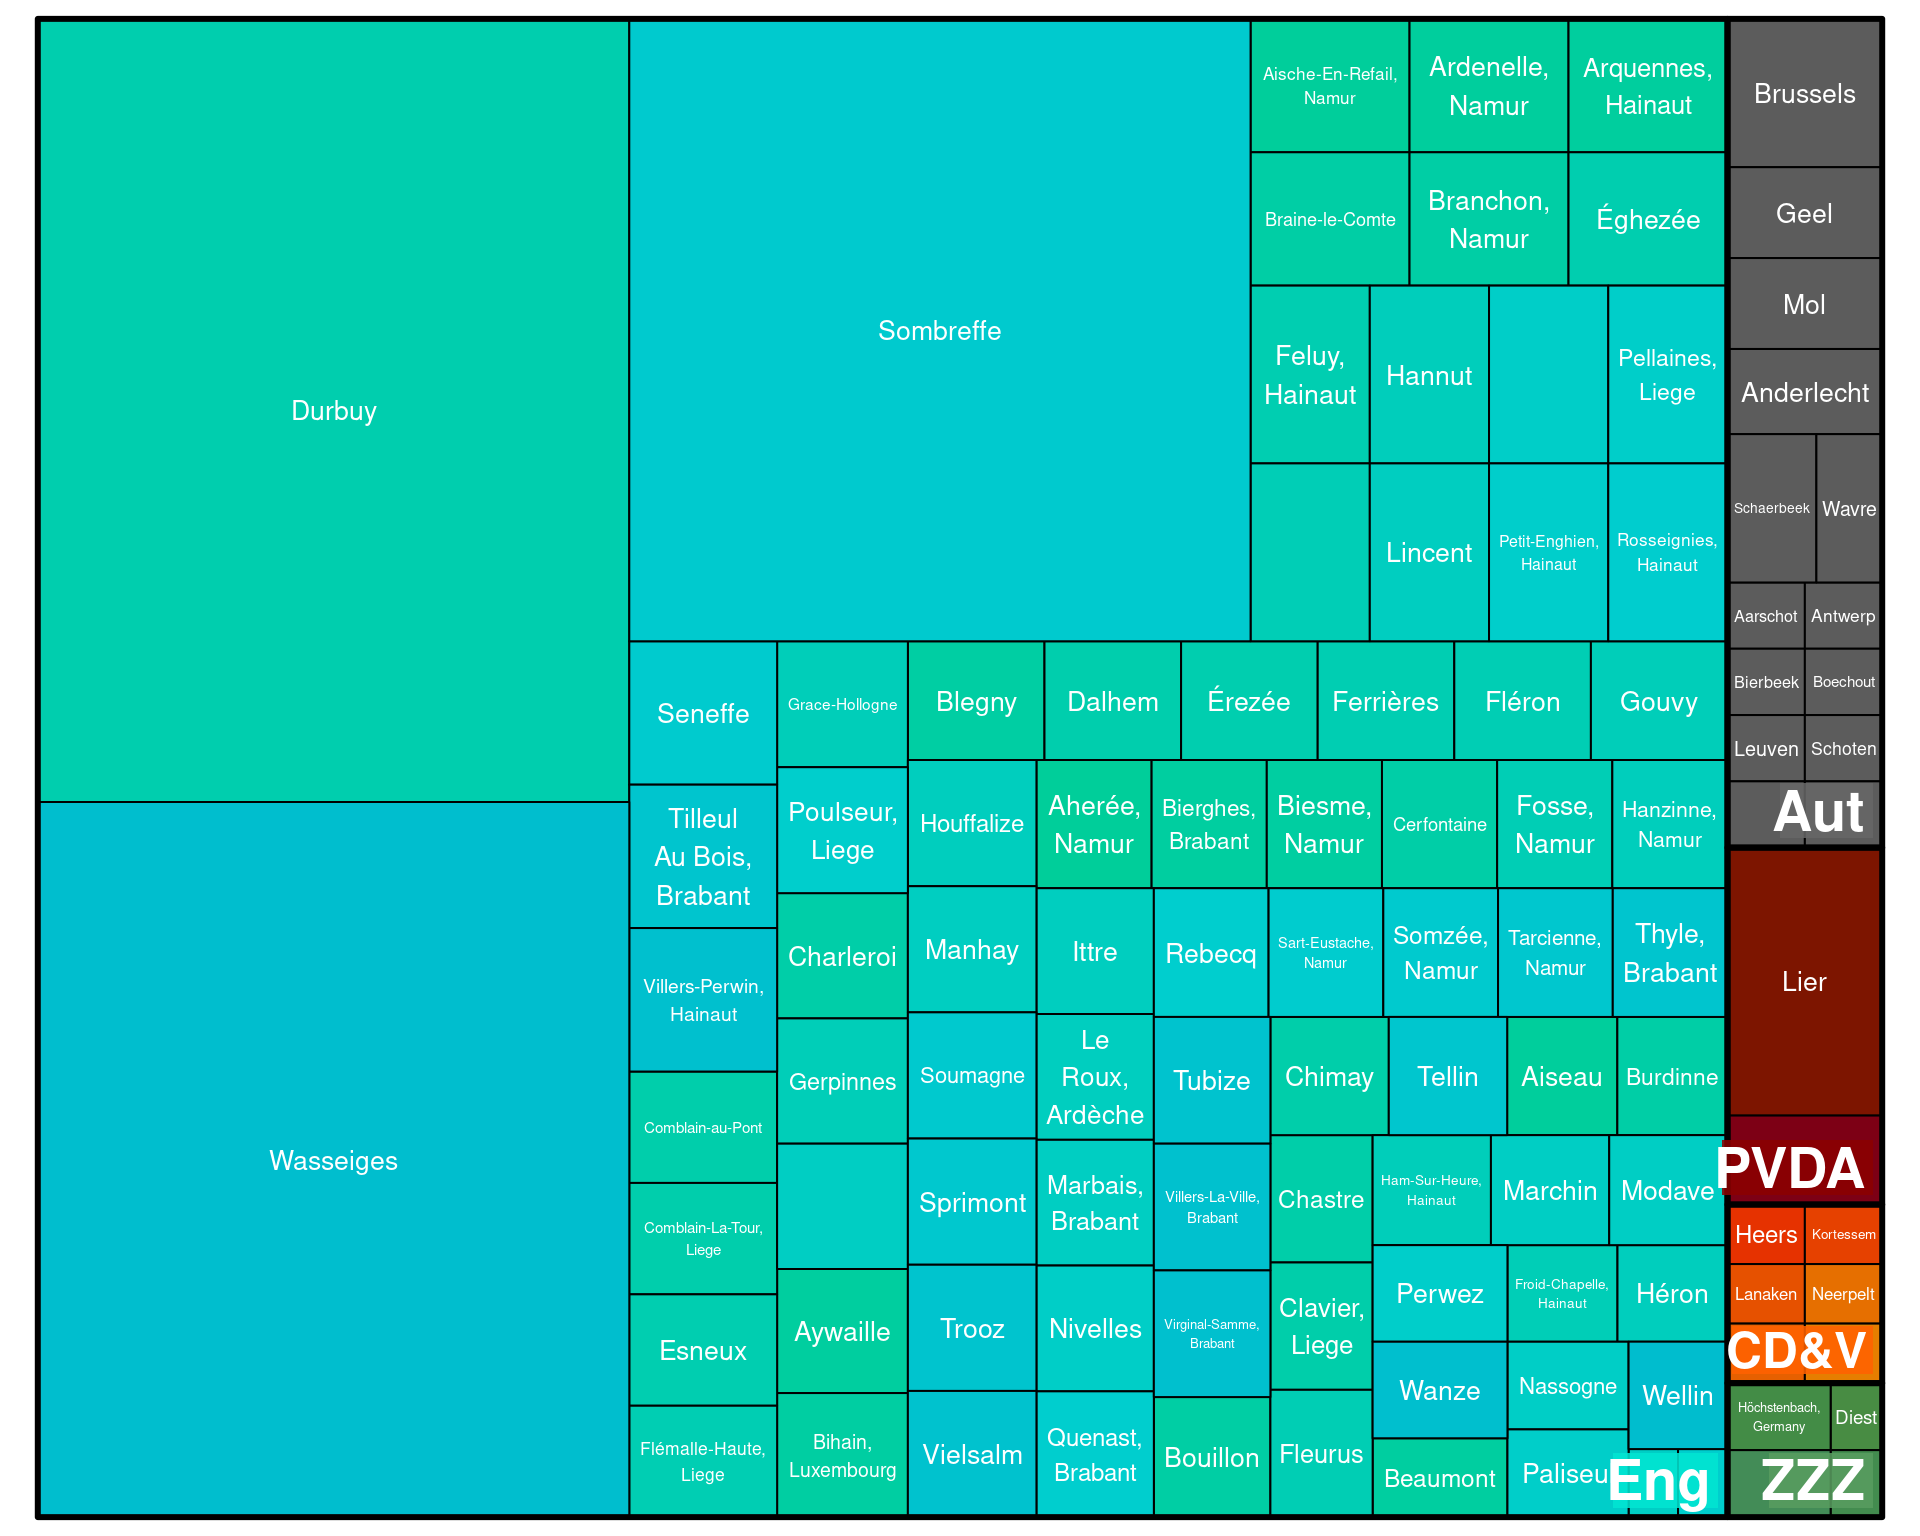 Durbuy
Wasseiges
Sombreffe
Aische-En-Refail,
Namur
Ardenelle,
Namur
Arquennes,
Hainaut
Braine-le-Comte
Branchon,
Namur
Éghezée
Feluy,
Hainaut
Hannut
Pellaines,
Liege
Lincent
Petit-Enghien,
Hainaut
Rosseignies,
Hainaut
Seneffe
Tilleul
Au Bois,
Brabant
Villers-Perwin,
Hainaut
Comblain-au-Pont
Comblain-La-Tour,
Liege
Esneux
Flémalle-Haute,
Liege
Grace-Hollogne
Poulseur,
Liege
Charleroi
Gerpinnes
Aywaille
Bihain,
Luxembourg
Blegny
Dalhem
Érezée
Ferrières
Fléron
Gouvy
Houffalize
Manhay
Soumagne
Sprimont
Trooz
Vielsalm
Aherée,
Namur
Bierghes,
Brabant
Biesme,
Namur
Cerfontaine
Fosse,
Namur
Hanzinne,
Namur
Ittre
Le
Roux,
Ardèche
Marbais,
Brabant
Nivelles
Quenast,
Brabant
Rebecq
Sart-Eustache,
Namur
Somzée,
Namur
Tarcienne,
Namur
Thyle,
Brabant
Tubize
Villers-La-Ville,
Brabant
Virginal-Samme,
Brabant
Bouillon
Chimay
Tellin
Aiseau
Burdinne
Chastre
Clavier,
Liege
Fleurus
Ham-Sur-Heure,
Hainaut
Marchin
Modave
Perwez
Froid-Chapelle,
Hainaut
Héron
Wanze
Nassogne
Wellin
Beaumont
Paliseu
Eng
Brussels
Geel
Mol
Anderlecht
Schaerbeek
Wavre
Aarschot
Antwerp
Bierbeek
Boechout
Leuven
Schoten
Aut
Lier
PVDA
Heers
Kortessem
Lanaken
Neerpelt
CD&V
Höchstenbach,
Germany
Diest
ZZZ